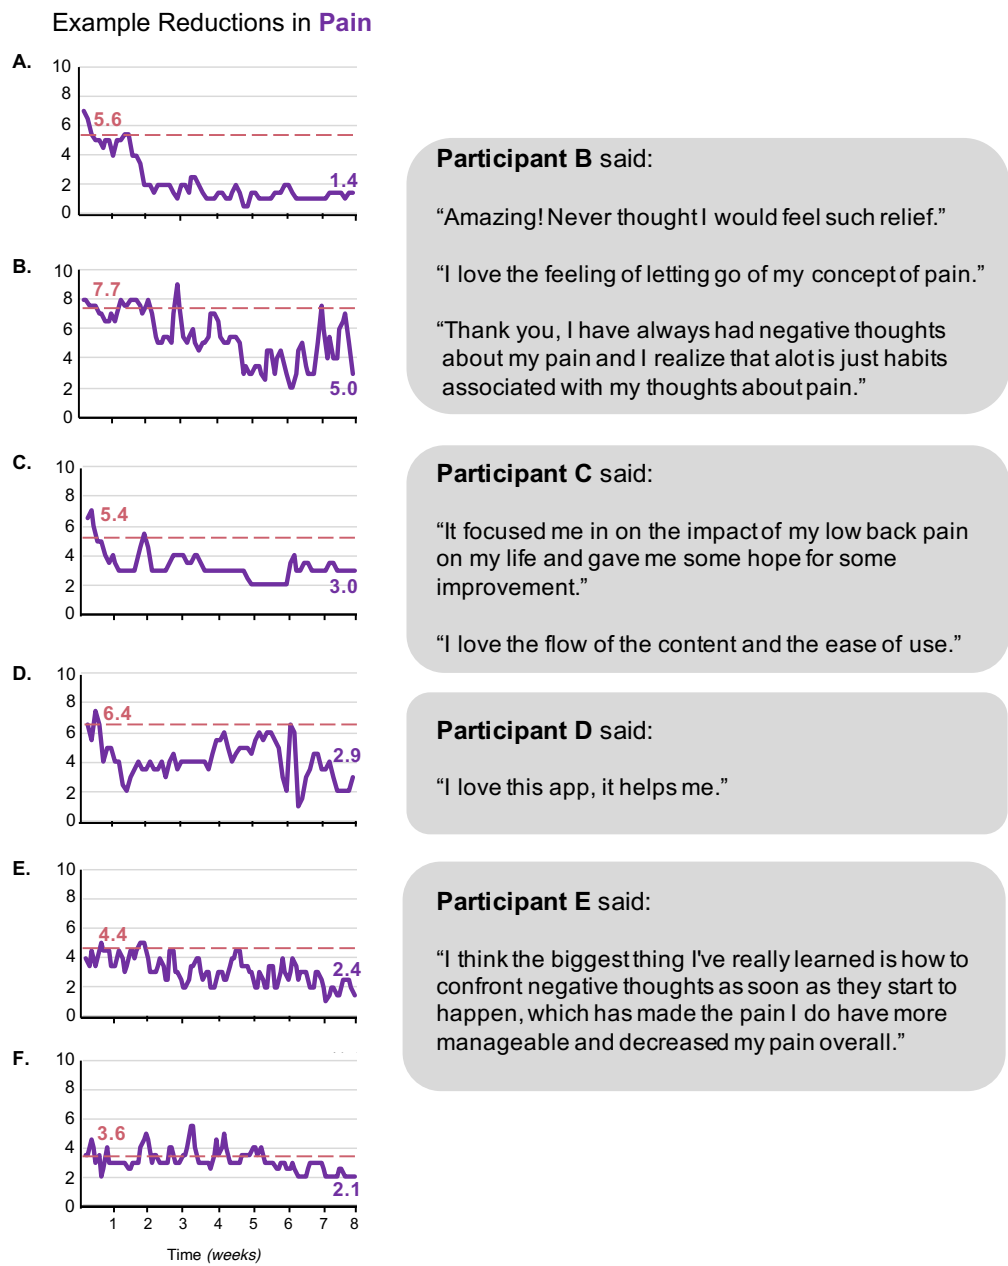 Example Reductions in Pain
A.
10
8
6
4
2
0
5.6
1.4
B.
10
8
6
4
2
0
7.7
5.0
C.
10
8
6
4
2
0
5.4
3.0
D.
10
8
6
4
2
0
6.4
2.9
E.
10
8
6
4
2
0
4.4
2.4
F.
10
8
6
4
2
0
3.6
2.1
1 2 3 4 5 6 7 8
Time (weeks)
Participant B said:
“Amazing! Never thought I would feel such relief.”
“I love the feeling of letting go of my concept of pain.”
“Thank you, I have always had negative thoughts
about my pain and I realize that alot is just habits
associated with my thoughts about pain.”
Participant C said:
“It focused me in on the impact of my low back pain
on my life and gave me some hope for some
improvement.”
“I love the flow of the content and the ease of use.”
Participant D said:
“I love this app, it helps me.”
Participant E said:
“I think the biggest thing I've really learned is how to
confront negative thoughts as soon as they start to
happen, which has made the pain I do have more
manageable and decreased my pain overall.”